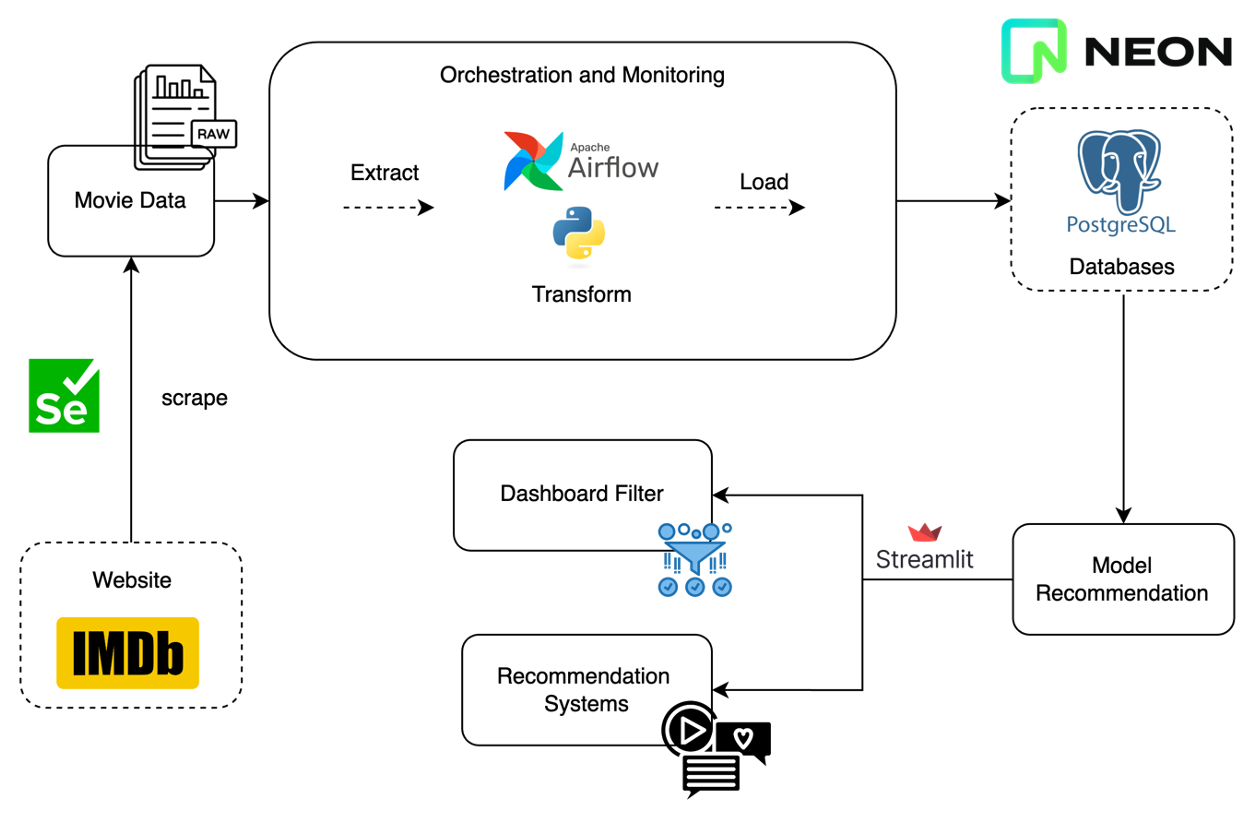 NEON
Orchestration and Monitoring
RAW
Movie Data
Extract
Apache
Airflow
Load
Transform
PostgreSQL
Databases
Se
scrape
Dashboard Filter
Streamlit
Model
Recommendation
Website
IMDb
Recommendation
Systems